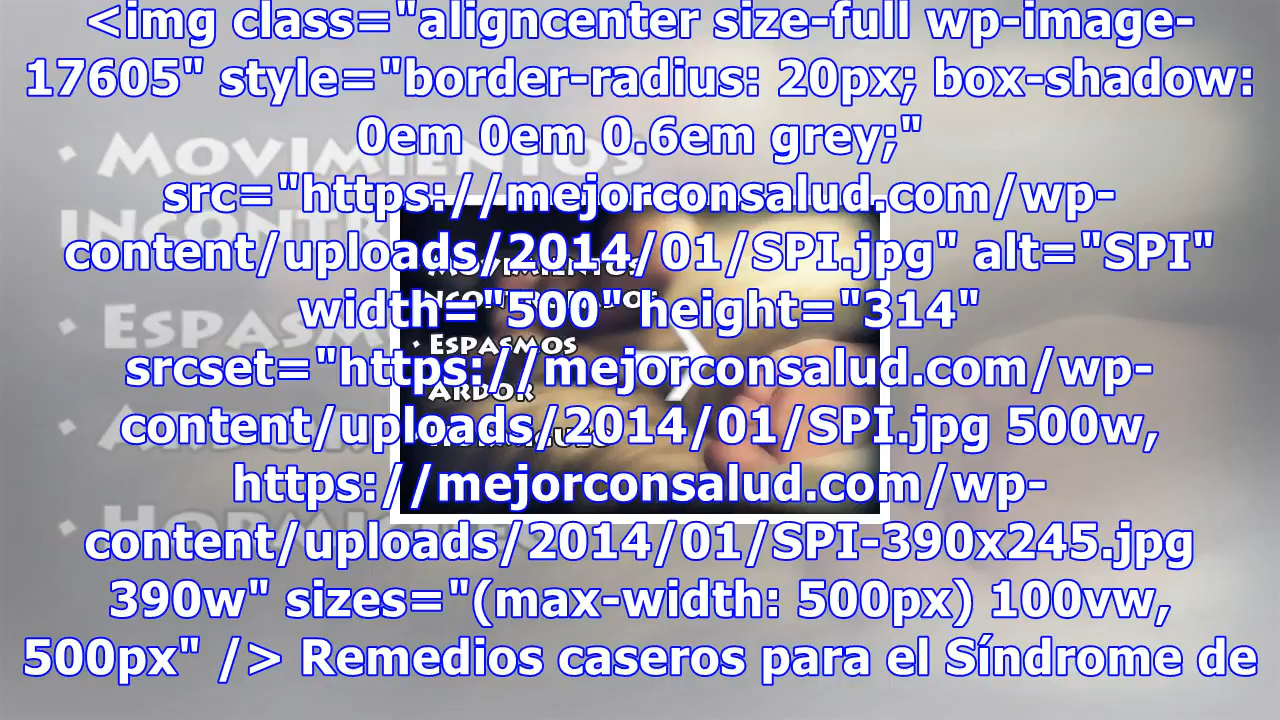 <img class="aligncenter size-full wp-image-
17605" style="border-radius: 20px; box-shadow:
0em 0em 0.6em grey;"
src="https://mejorconsalud.com/wp-
content/uploads/2014/01/SPI.jpg" alt="SPI"
width="500" height="314"
srcset="https://mejorconsalud.com/wp-
content/uploads/2014/01/SPI.jpg 500w,
https://mejorconsalud.com/wp-
content/uploads/2014/01/SPI-390x245.jpg
390w" sizes="(max-width: 500px) 100vw,
500px" /> Remedios caseros para el Síndrome de
• Movimientos
• Espasmos
• Ardor